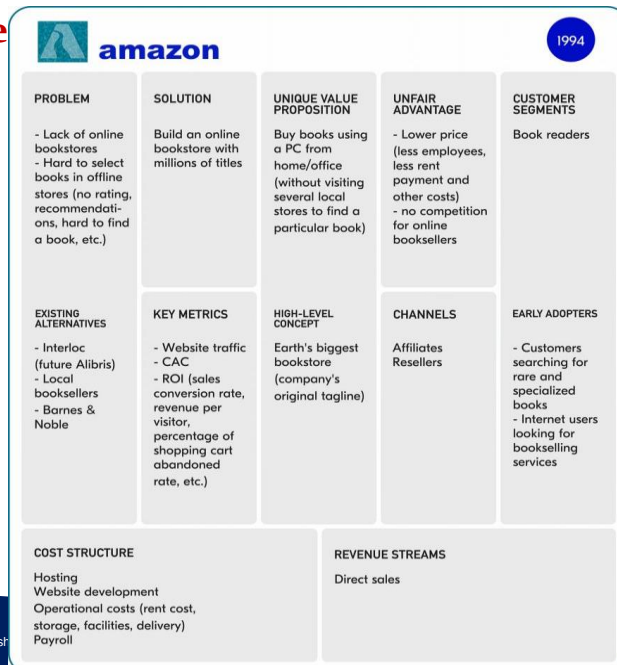 e
amazon
1994
PROBLEM
- Lack of online
bookstores
- Hard to select
books in offline
stores (no rating,
recommendati-
ons, hard to find
a book, etc.)
SOLUTION
Build an online
bookstore with
millions of titles
UNIQUE VALUE
PROPOSITION
Buy books using
a PC from
home/office
(without visiting
several local
stores to find a
particular book)
UNFAIR
ADVANTAGE
- Lower price
(less employees,
less rent
payment and
other costs)
- no competition
for online
booksellers
CUSTOMER
SEGMENTS
Book readers
EXISTING
ALTERNATIVES
- Interloc
(future Alibris)
- Local
booksellers
- Barnes &
Noble
KEY METRICS
- Website traffic
- CAC
- ROI (sales
conversion rate,
revenue per
visitor,
percentage of
shopping cart
abandoned
rate, etc.)
HIGH-LEVEL
CONCEPT
Earth's biggest
bookstore
(company's
original tagline)
CHANNELS
Affiliates
Resellers
EARLY ADOPTERS
- Customers
searching for
rare and
specialized
books
- Internet users
looking for
bookselling
services
COST STRUCTURE
Hosting
Website development
Operational costs (rent cost,
storage, facilities, delivery)
Payroll
REVENUE STREAMS
Direct sales
sh